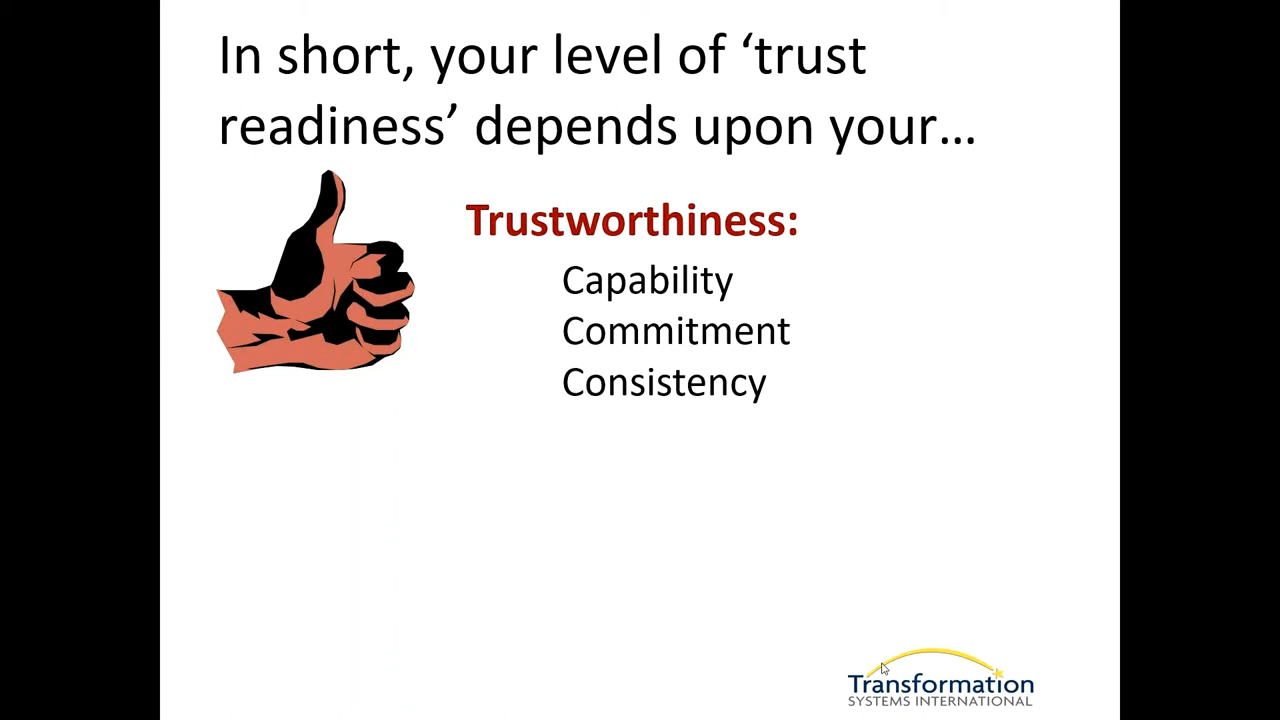 In short, your level of ‘trust
readiness’ depends upon your…
Trustworthiness:
Capability
Commitment
Consistency
Transformation
SYSTEMS INTERNATIONAL